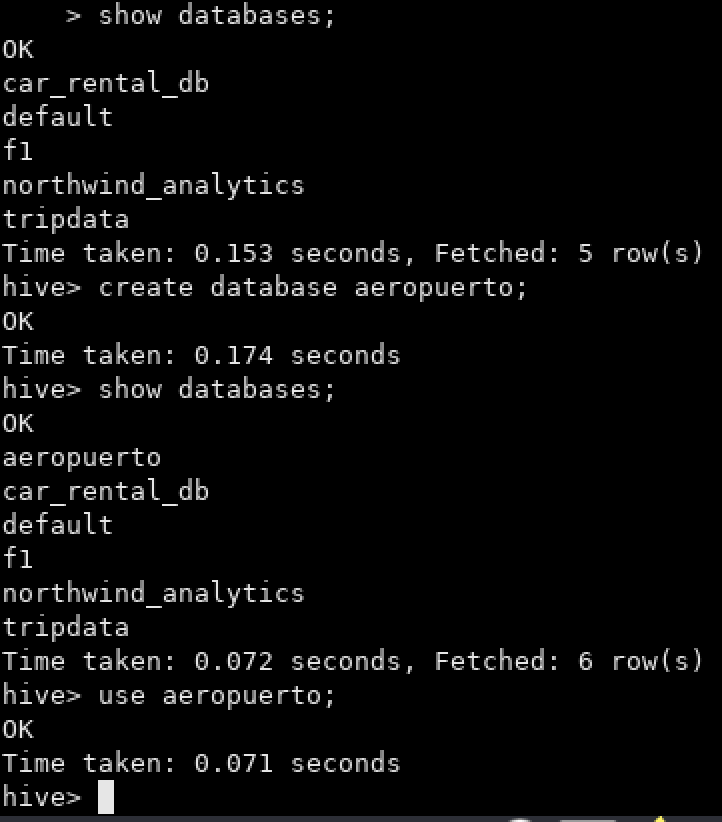 > show databases;
OK
car_rental_db
default
f1
northwind_analytics
tripdata
Time taken: 0.153 seconds, Fetched: 5 row(s)
hive> create database aeropuerto;
OK
Time taken: 0.174 seconds
hive> show databases;
OK
aeropuerto
car_rental_db
default
f1
northwind_analytics
tripdata
Time taken: 0.072 seconds, Fetched: 6 row(s)
hive> use aeropuerto;
OK
Time taken: 0.071 seconds
hive>